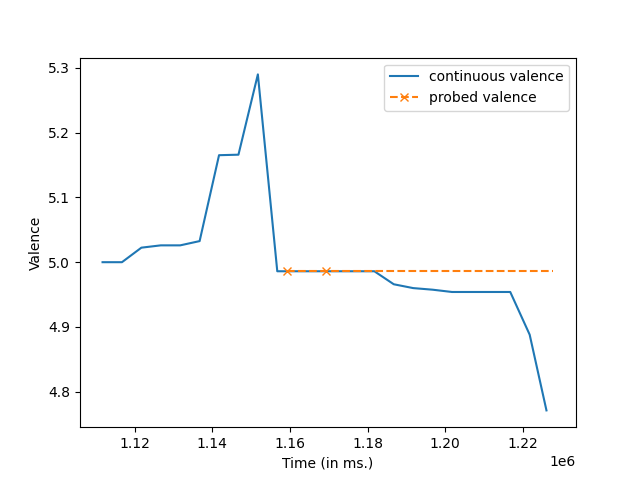 continuous valence
probed valence
5.3
5.2
5.1
5.0
4.9
4.8
Valence
1.12
1.14
1.16
1.18
1.20
1.22
1e6
Time (in ms.)